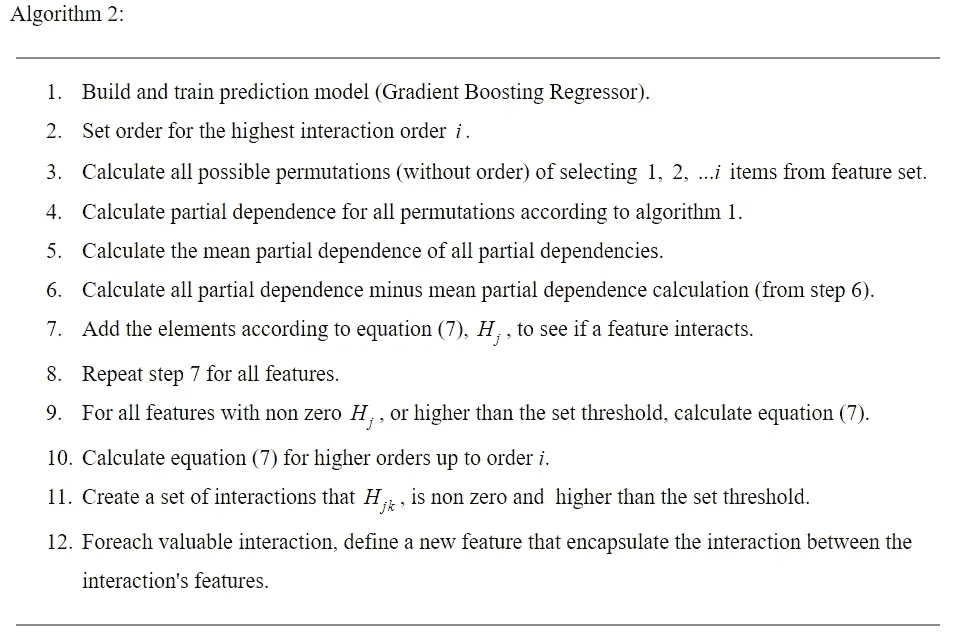 Algorithm 2:
1. Build and train prediction model (Gradient Boosting Regressor).
2. Set order for the highest interaction order i.
3. Calculate all possible permutations (without order) of selecting 1, 2, ...i items from feature set.
4. Calculate partial dependence for all permutations according to algorithm 1.
5. Calculate the mean partial dependence of all partial dependencies.
6. Calculate all partial dependence minus mean partial dependence calculation (from step 6).
7. Add the elements according to equation (7), H_j, to see if a feature interacts.
8. Repeat step 7 for all features.
9. For all features with non zero H_j, or higher than the set threshold, calculate equation (7).
10. Calculate equation (7) for higher orders up to order i.
11. Create a set of interactions that H_jk, is non zero and higher than the set threshold.
12. Foreach valuable interaction, define a new feature that encapsulate the interaction between the
interaction's features.